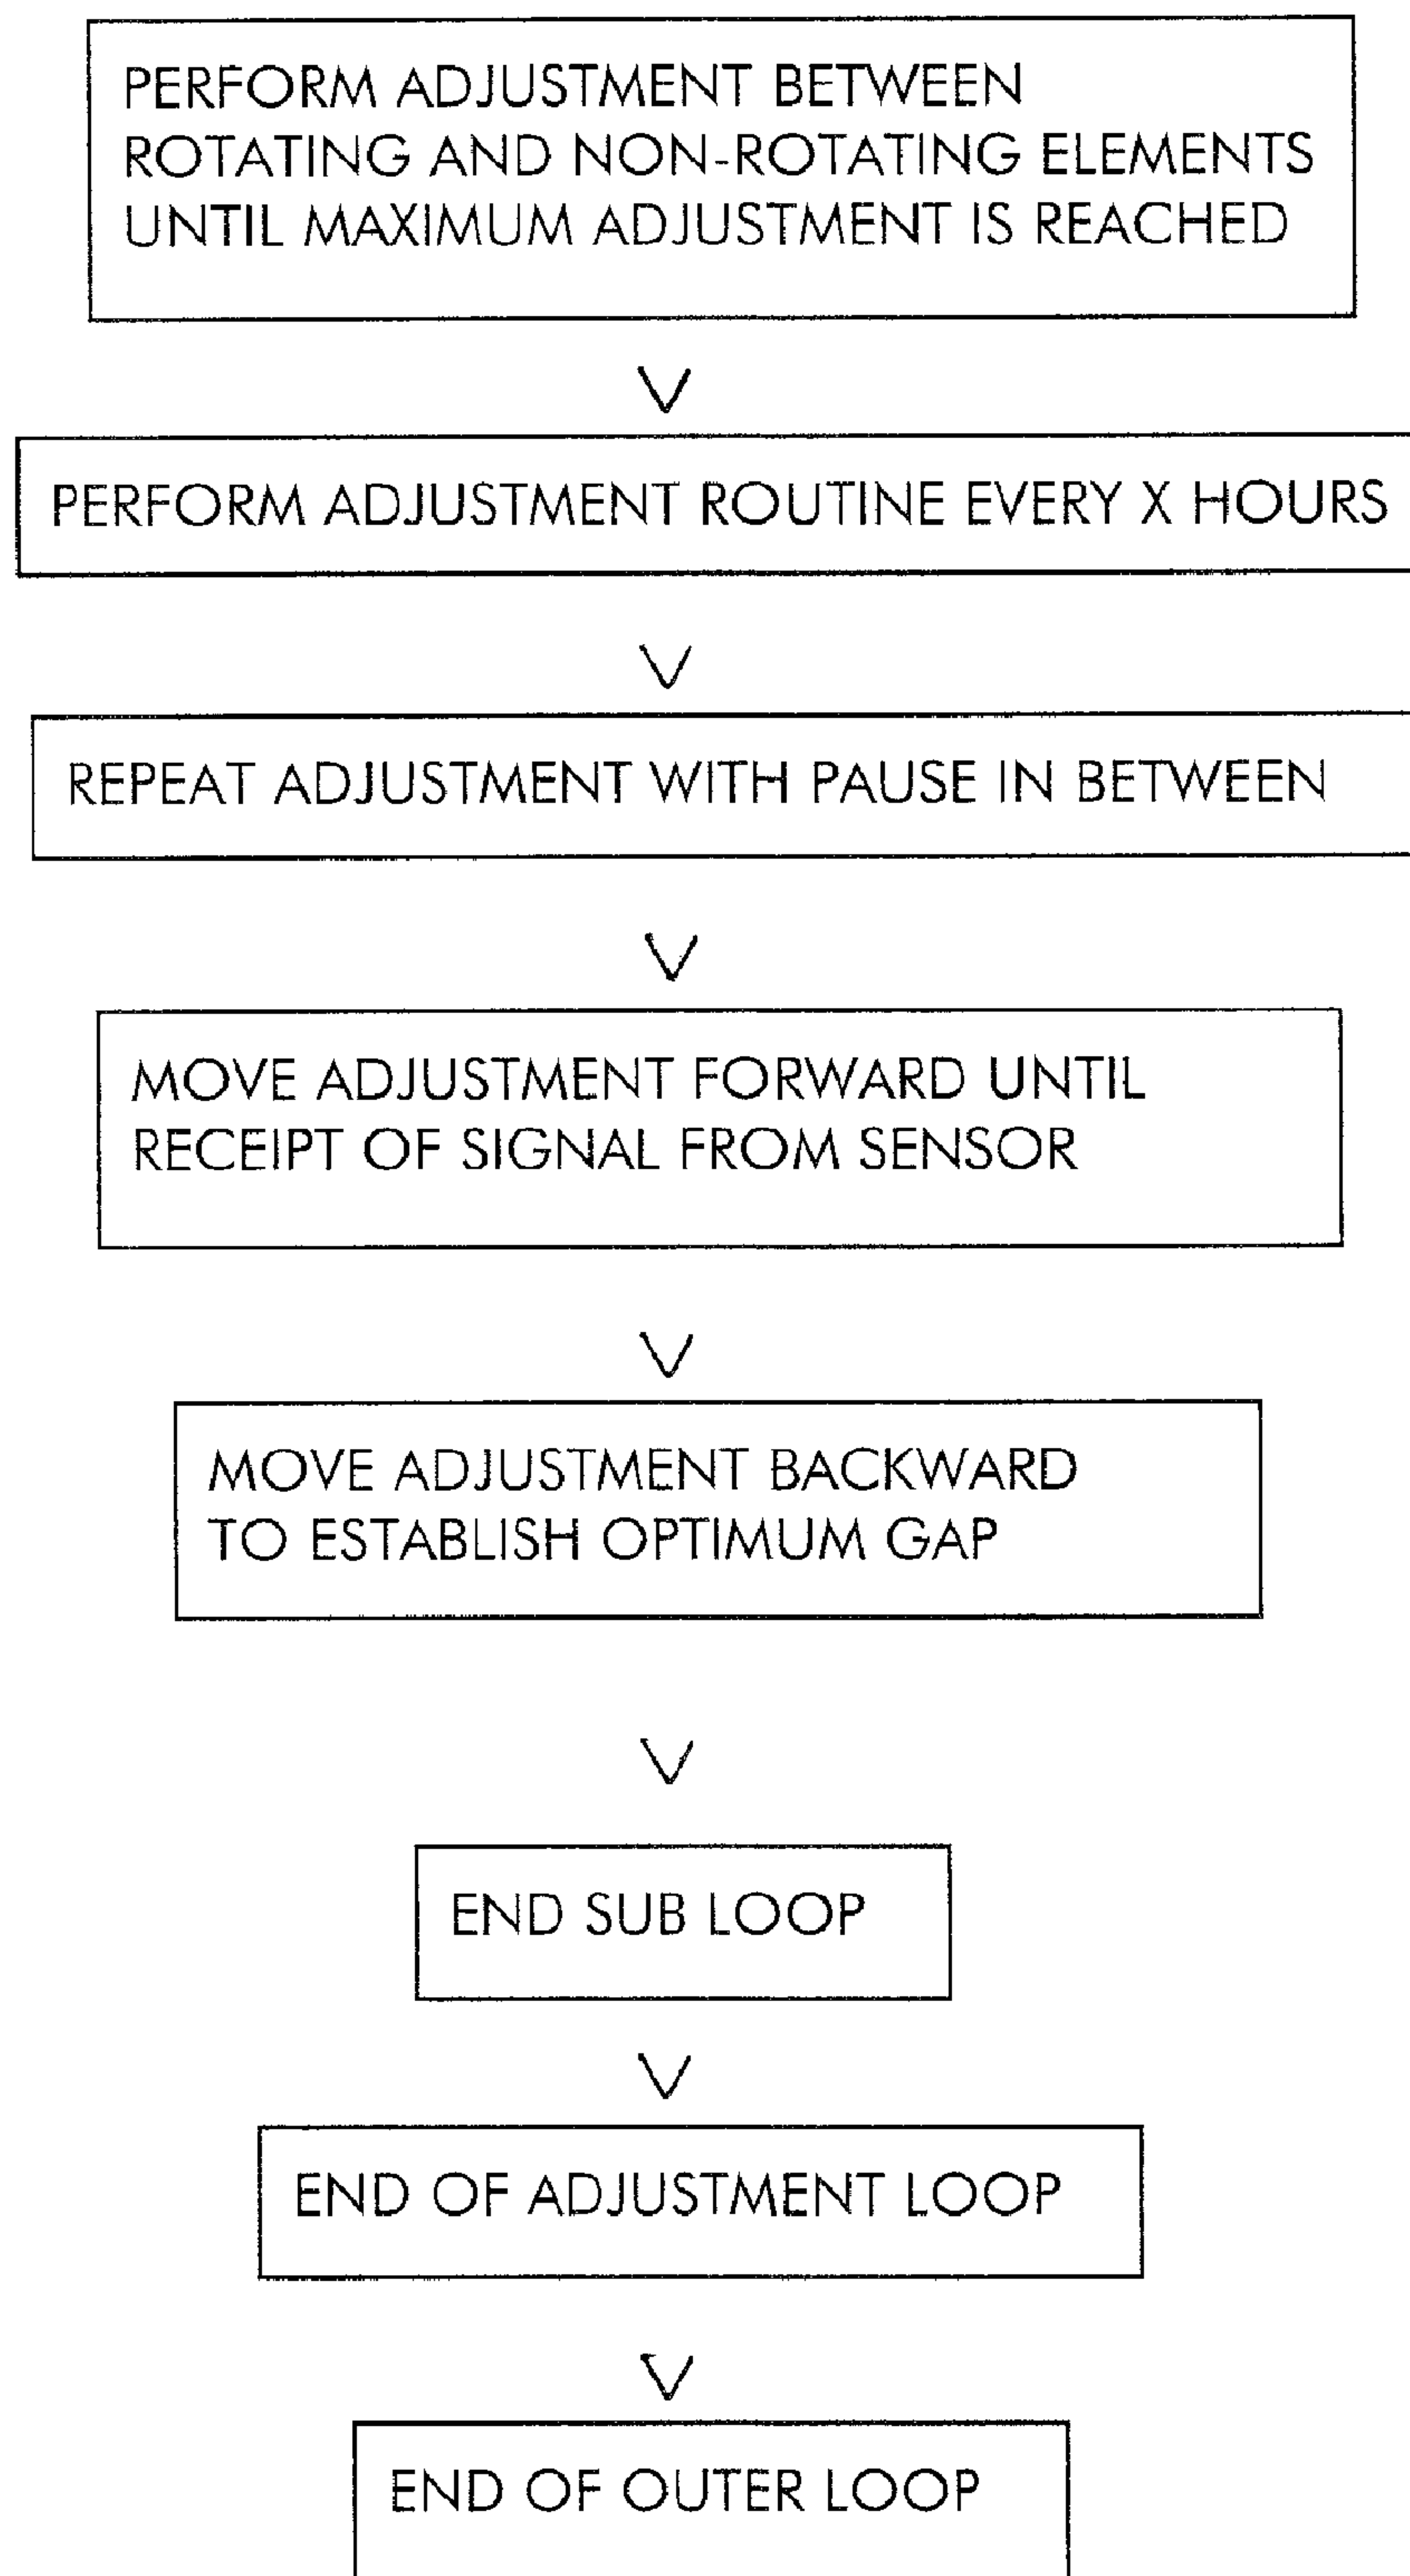 PERFORM ADJUSTMENT BETWEEN
ROTATING AND NON-ROTATING ELEMENTS
UNTIL MAXIMUM ADJUSTMENT IS REACHED
PERFORM ADJUSTMENT ROUTINE EVERY X HOURS
REPEAT ADJUSTMENT WITH PAUSE IN BETWEEN
MOVE ADJUSTMENT FORWARD UNTIL
RECEIPT OF SIGNAL FROM SENSOR
MOVE ADJUSTMENT BACKWARD
TO ESTABLISH OPTIMUM GAP
END SUB LOOP
END OF ADJUSTMENT LOOP
END OF OUTER LOOP